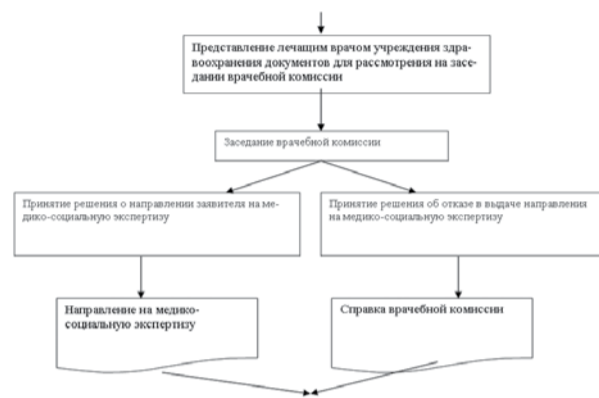 Представление лечащим врачом учреждения здра-
воохранения документов для рассмотрения на засе-
дании врачебной комиссии
Заседание врачебной комиссии
Принятие решения о направлении заявителя на ме-
дико-социальную экспертизу
Принятие решения об отказе в выдаче направления
на медико-социальную экспертизу
Направление на медико-
социальную экспертизу
Справка врачебной комиссии